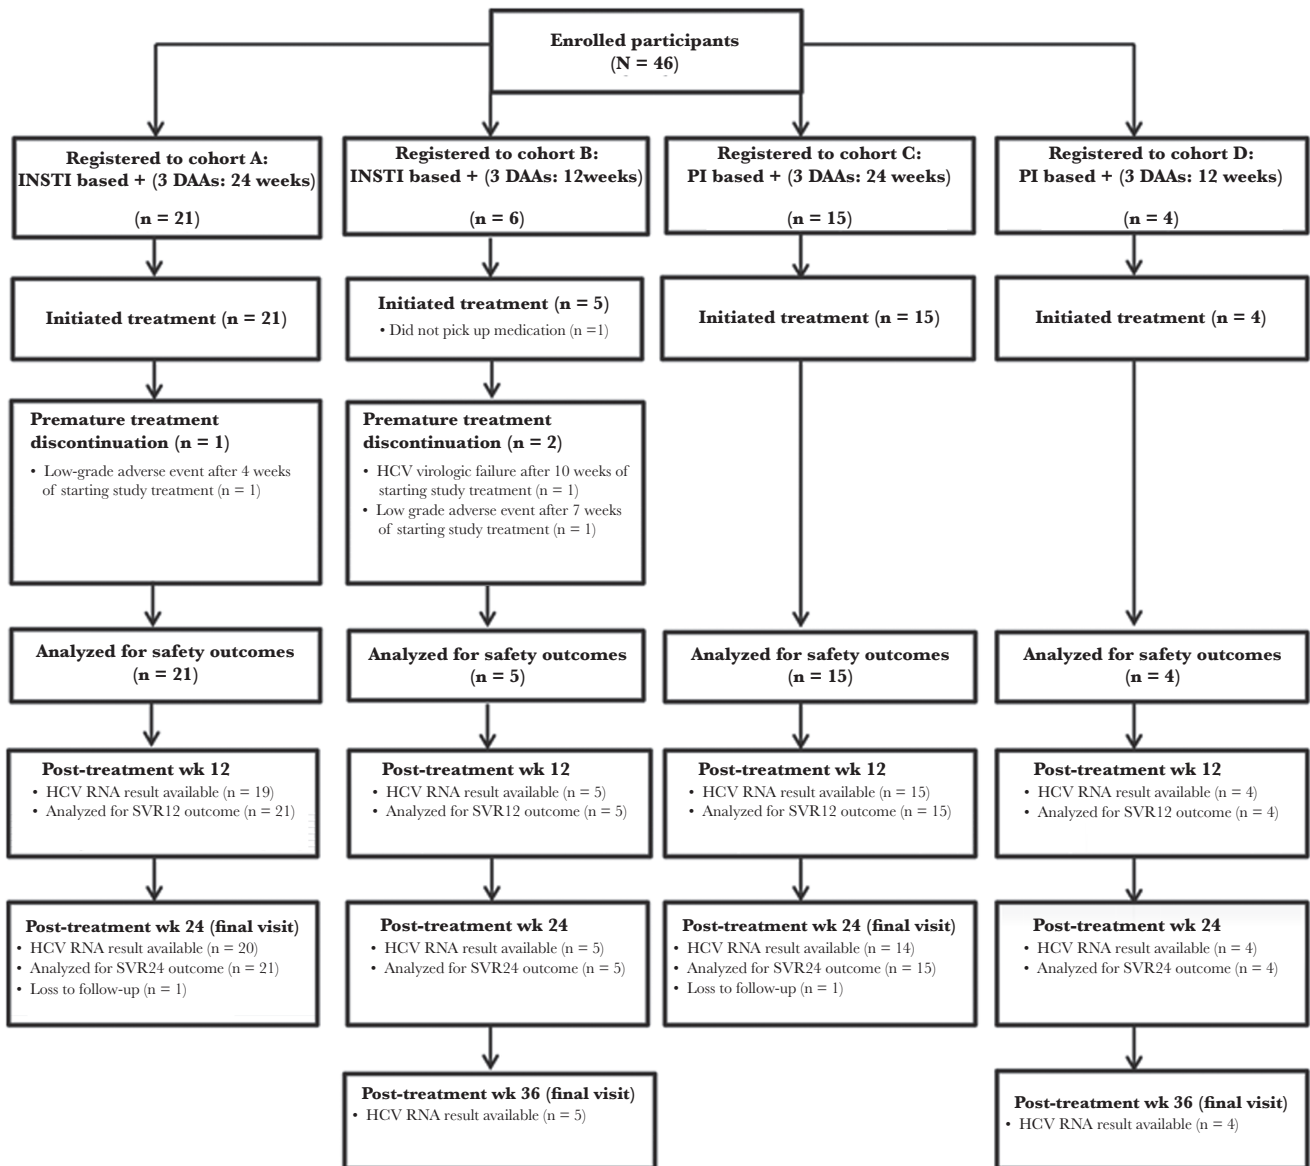 Enrolled participants
(N = 46)
Registered to cohort A:
INSTI based + (3 DAAs: 24 weeks)
(n = 21)
Registered to cohort B:
INSTI based + (3 DAAs: 12weeks)
(n = 6)
Registered to cohort C:
PI based + (3 DAAs: 24 weeks)
(n = 15)
Registered to cohort D:
PI based + (3 DAAs: 12 weeks)
(n = 4)
Initiated treatment (n = 21)
Initiated treatment (n = 5)
• Did not pick up medication (n =1)
Initiated treatment (n = 15)
Initiated treatment (n = 4)
Premature treatment
discontinuation (n = 1)
• Low-grade adverse event after 4 weeks
of starting study treatment (n = 1)
Premature treatment
discontinuation (n = 2)
• HCV virologic failure after 10 weeks of
starting study treatment (n = 1)
• Low grade adverse event after 7 weeks
of starting study treatment (n = 1)
Analyzed for safety outcomes
(n = 21)
Analyzed for safety outcomes
(n = 5)
Analyzed for safety outcomes
(n = 15)
Analyzed for safety outcomes
(n = 4)
Post-treatment wk 12
• HCV RNA result available (n = 19)
• Analyzed for SVR12 outcome (n = 21)
Post-treatment wk 12
• HCV RNA result available (n = 5)
• Analyzed for SVR12 outcome (n = 5)
Post-treatment wk 12
• HCV RNA result available (n = 15)
• Analyzed for SVR12 outcome (n = 15)
Post-treatment wk 12
• HCV RNA result available (n = 4)
• Analyzed for SVR12 outcome (n = 4)
Post-treatment wk 24 (final visit)
• HCV RNA result available (n = 20)
• Analyzed for SVR24 outcome (n = 21)
• Loss to follow-up (n = 1)
Post-treatment wk 24
• HCV RNA result available (n = 5)
• Analyzed for SVR24 outcome (n = 5)
Post-treatment wk 24 (final visit)
• HCV RNA result available (n = 14)
• Analyzed for SVR24 outcome (n = 15)
• Loss to follow-up (n = 1)
Post-treatment wk 24
• HCV RNA result available (n = 4)
• Analyzed for SVR24 outcome (n = 4)
Post-treatment wk 36 (final visit)
• HCV RNA result available (n = 5)
Post-treatment wk 36 (final visit)
• HCV RNA result available (n = 4)